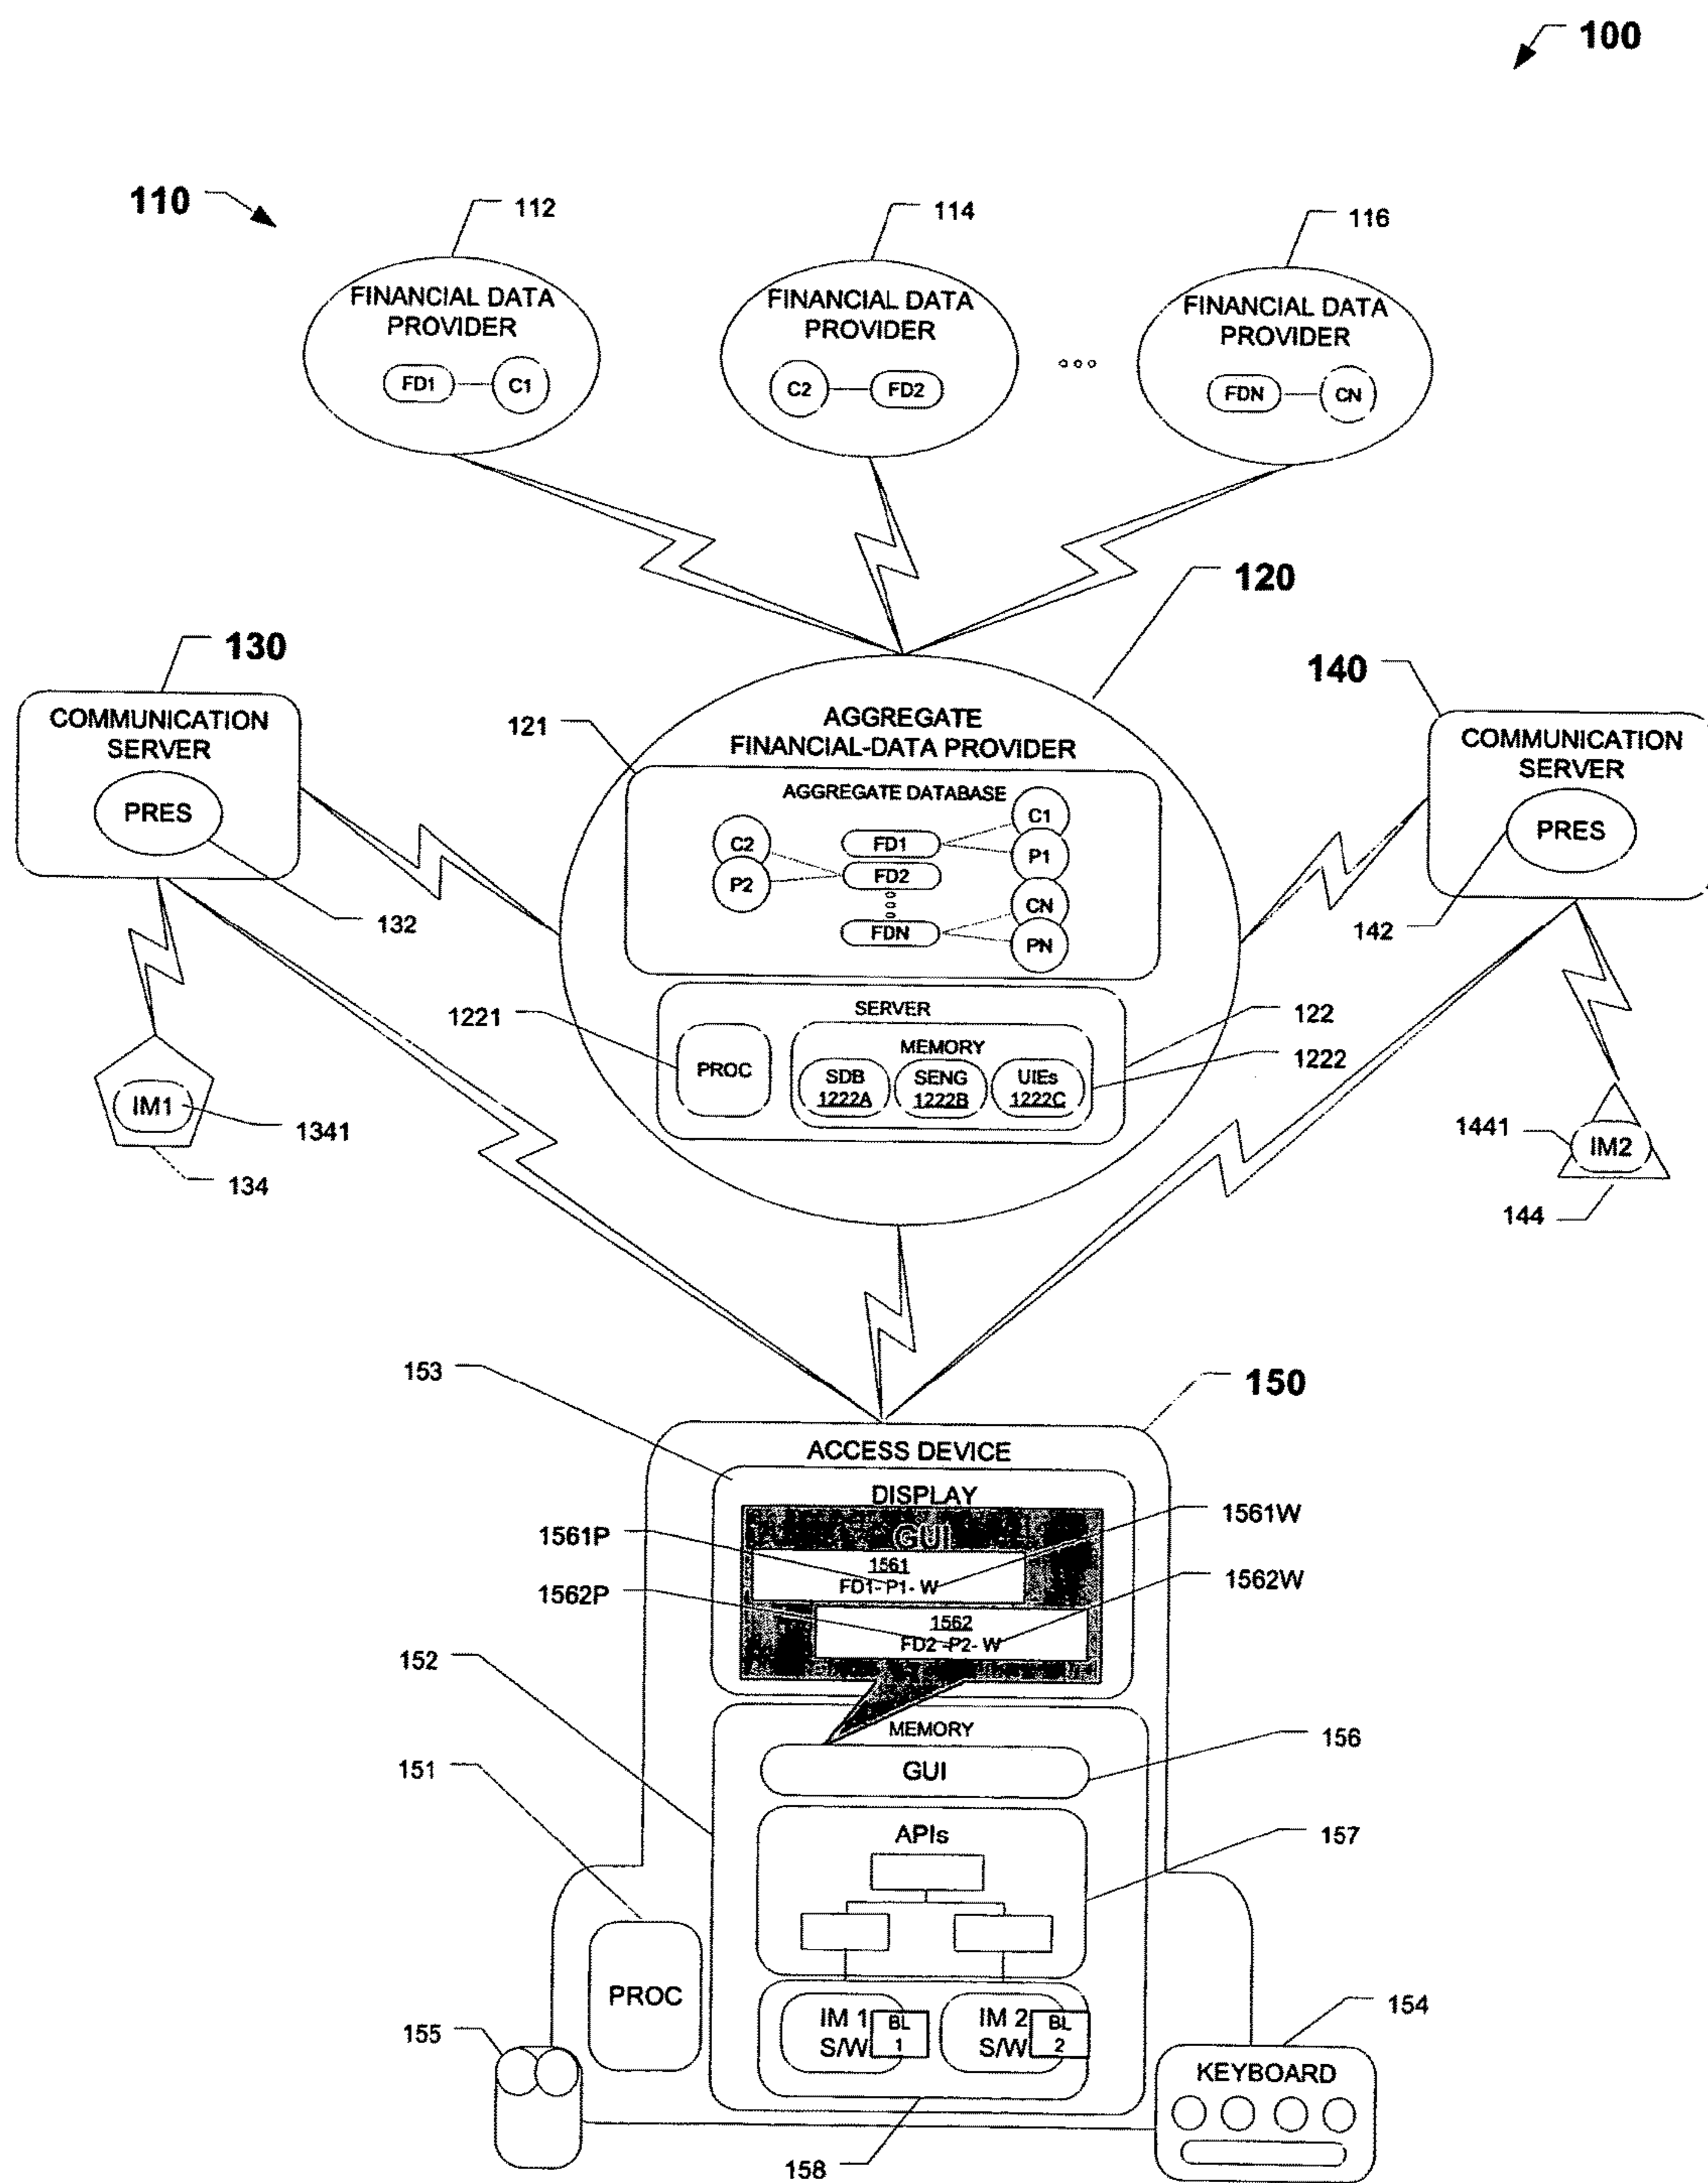 100
110
112
114
116
FINANCIAL DATA
PROVIDER
FD1
C1
FINANCIAL DATA
PROVIDER
C2
FD2
FINANCIAL DATA
PROVIDER
FDN
CN
120
130
COMMUNICATION
SERVER
PRES
132
140
COMMUNICATION
SERVER
PRES
142
121
AGGREGATE
FINANCIAL-DATA PROVIDER
AGGREGATE DATABASE
C2
P2
FD1
FD2
FDN
C1
P1
CN
PN
1221
SERVER
PROC
MEMORY
SDB
1222A
SENG
1222B
UIEs
1222C
122
1222
IM1
1341
134
1441
IM2
144
153
150
ACCESS DEVICE
DISPLAY
GUI
1561P
1561
FD1- P1- W
1561W
1562P
1562
FD2 -P2- W
1562W
152
MEMORY
GUI
156
151
APIs
157
PROC
IM 1
S/W
BL
1
IM 2
S/W
BL
2
155
154
KEYBOARD
158